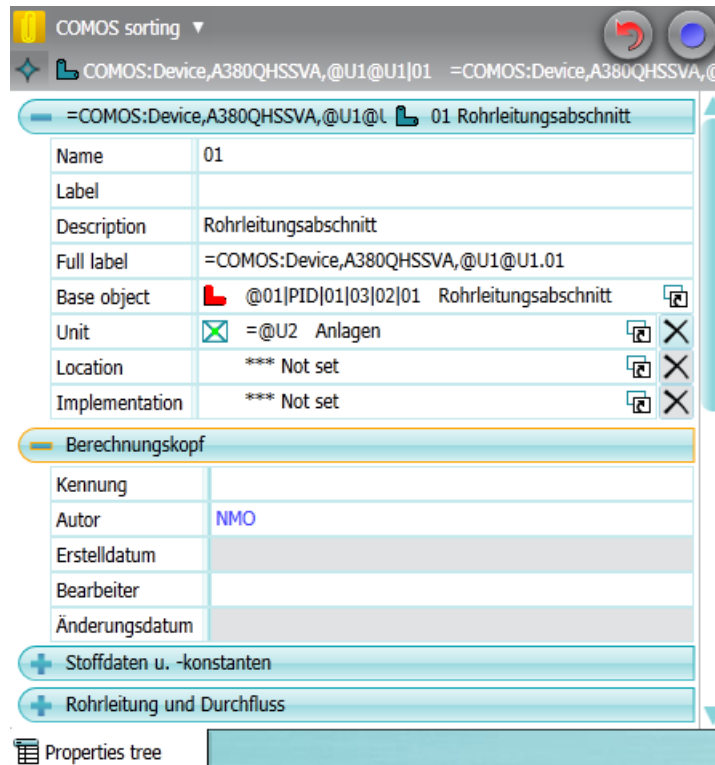 COMOS sorting ▼
COMOS:Device,A380QHSSVA,@U1@U1|01 =COMOS:Device,A380QHSSVA,@
=COMOS:Device,A380QHSSVA,@U1@U 01 Rohrleitungsabschnitt
Name 01
Label
Description Rohrleitungsabschnitt
Full label =COMOS:Device,A380QHSSVA,@U1@U1.01
Base object @01|PID|01|03|02|01 Rohrleitungsabschnitt
Unit =@U2 Anlagen
Location *** Not set
Implementation *** Not set
Berechnungskopf
Kennung
Autor NMO
Erstelldatum
Bearbeiter
Änderungsdatum
Stoffdaten u. -konstanten
Rohrleitung und Durchfluss
Properties tree